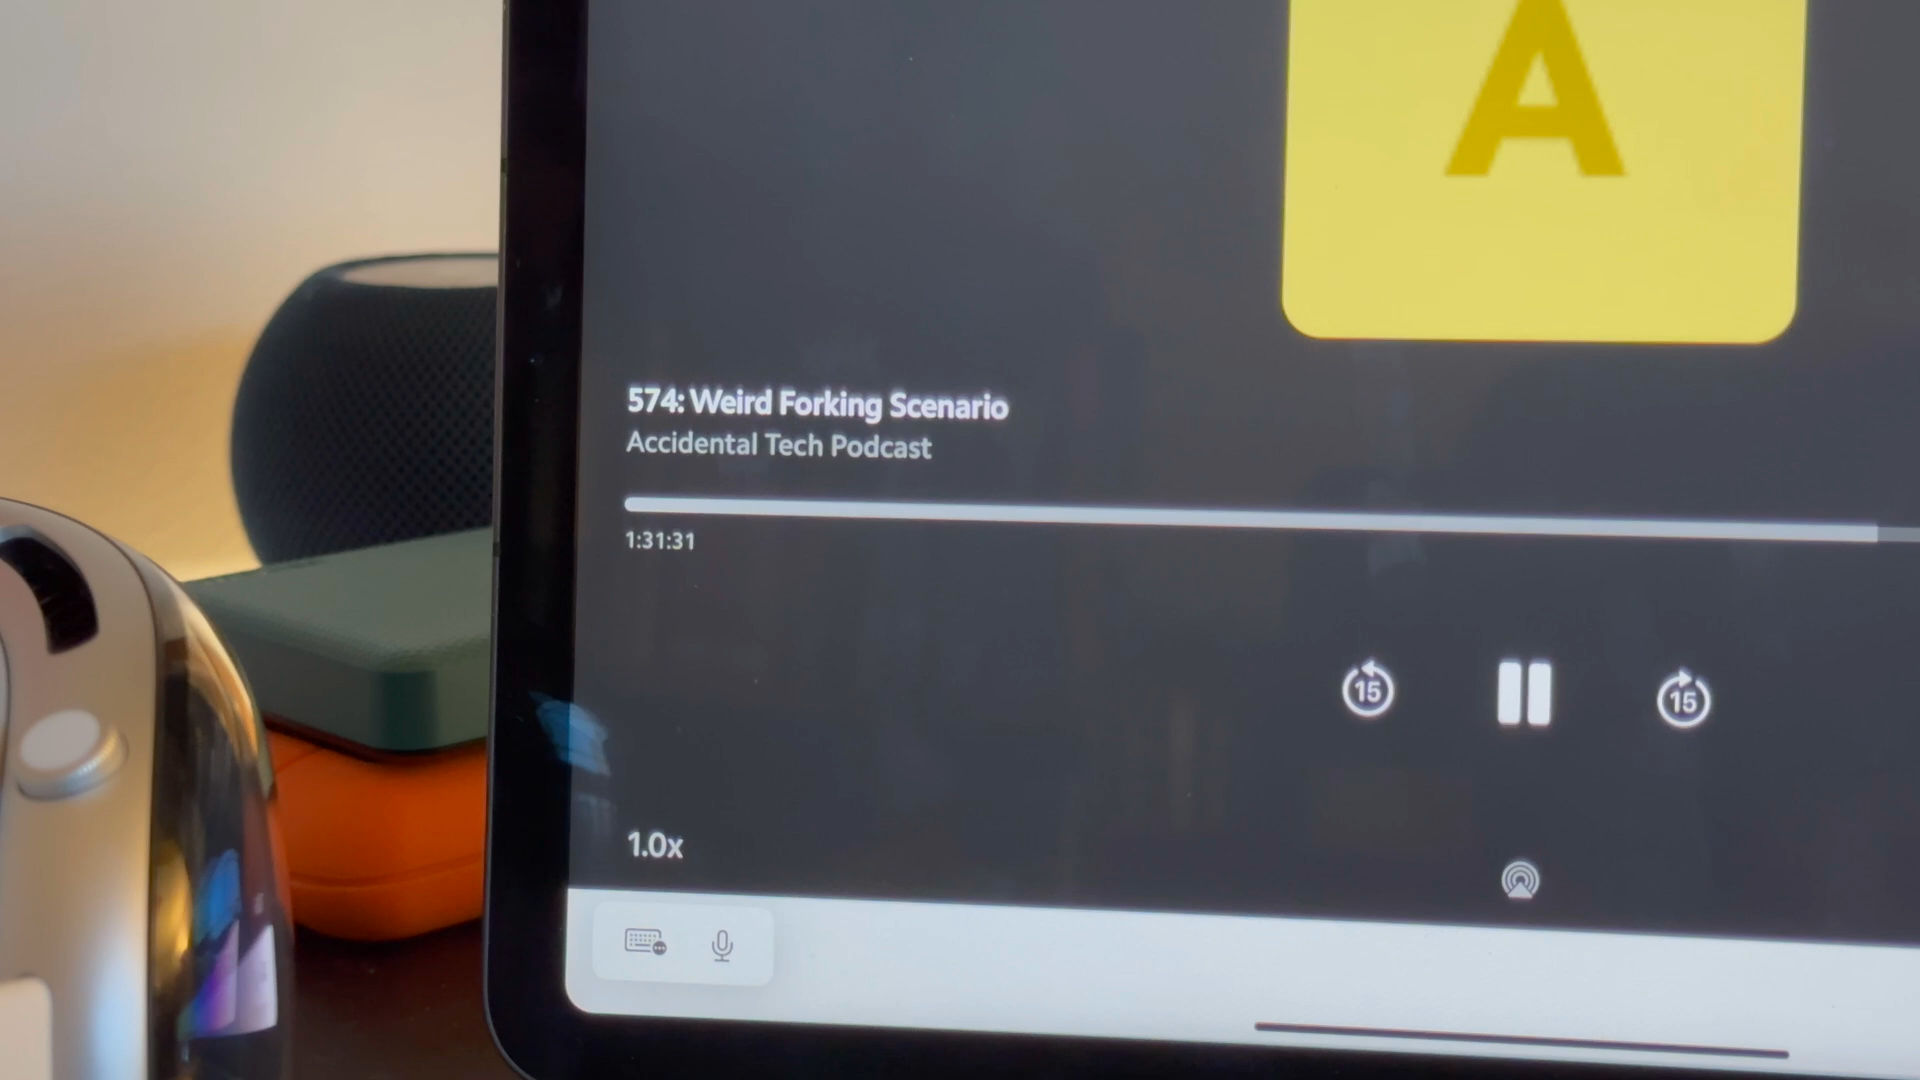 A
574: Weird Forking Scenario
Accidental Tech Podcast
1:31:31
15
15
1.0x